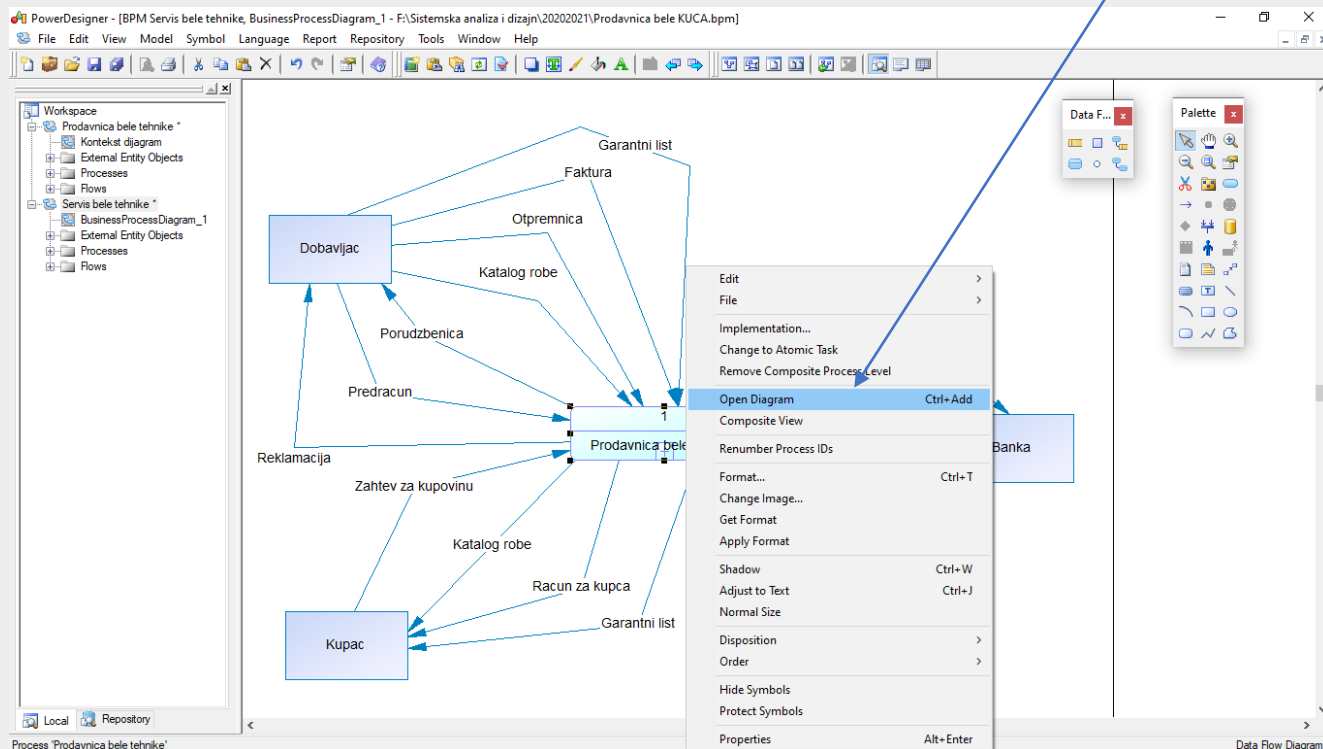 PowerDesigner - [BPM Servis bele tehnike, BusinessProcessDiagram_1 - F:\Sistemska analiza i dizajn\20202021\Prodavnica bele KUCA.bpm]
File Edit View Model Symbol Language Report Repository Tools Window Help
Workspace
Prodavnica bele tehnike *
Kontekst dijagram
External Entity Objects
Processes
Flows
Servis bele tehnike *
BusinessProcessDiagram_1
External Entity Objects
Processes
Flows
Local Repository
Garantni list
Faktura
Otpremnica
Dobavljac
Katalog robe
Porudzbenica
Predracun
1
Prodavnica bele
Reklamacija
Zahtev za kupovinu
Katalog robe
Racun za kupca
Garantni list
Kupac
Banka
Edit
File
Implementation...
Change to Atomic Task
Remove Composite Process Level
Open Diagram Ctrl+Add
Composite View
Renumber Process IDs
Format... Ctrl+T
Change Image...
Get Format
Apply Format
Shadow Ctrl+W
Adjust to Text Ctrl+J
Normal Size
Disposition
Order
Hide Symbols
Protect Symbols
Properties Alt+Enter
Data F...
Palette
Process 'Prodavnica bele tehnike'
Data Flow Diagram